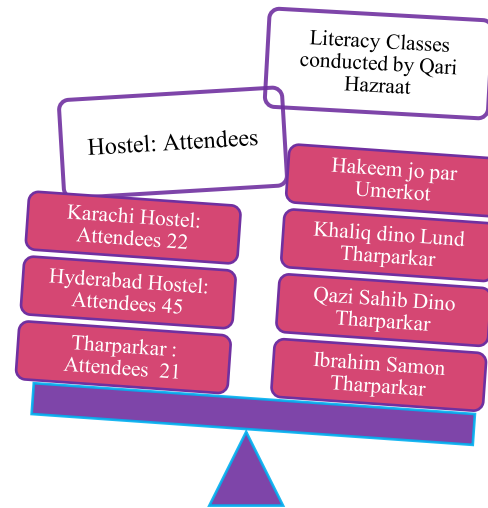 Hostel: Attendees
Karachi Hostel:
Attendees 22
Hyderabad Hostel:
Attendees 45
Tharparkar :
Attendees  21
Literacy Classes
conducted by Qari
Hazraat
Hakeem jo par
Umerkot
Khaliq dino Lund
Tharparkar
Qazi Sahib Dino
Tharparkar
Ibrahim Samon
Tharparkar